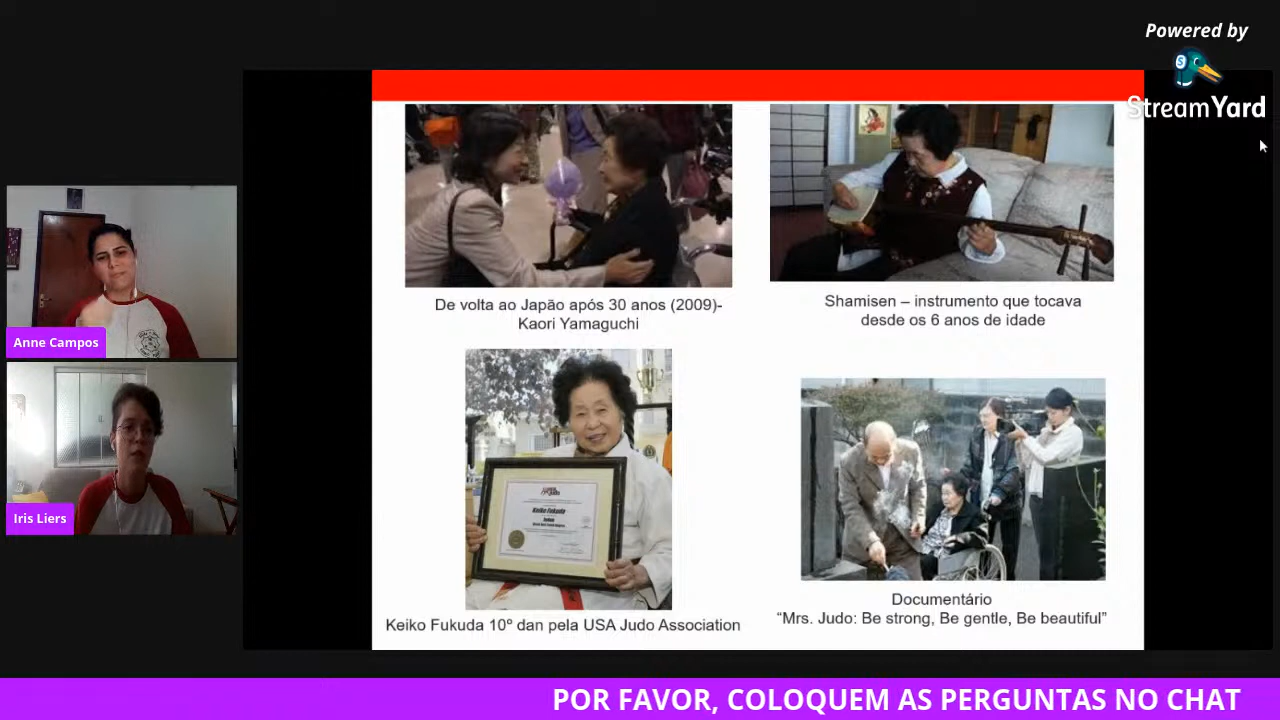 Powered by
StreamYard
De volta ao Japão após 30 anos (2009)-
Kaori Yamaguchi
Shamisen – instrumento que tocava
desde os 6 anos de idade
Anne Campos
Iris Liers
Keiko Fukuda
Keiko Fukuda 10º dan pela USA Judo Association
Documentário
“Mrs. Judo: Be strong, Be gentle, Be beautiful”
POR FAVOR, COLOQUEM AS PERGUNTAS NO CHAT